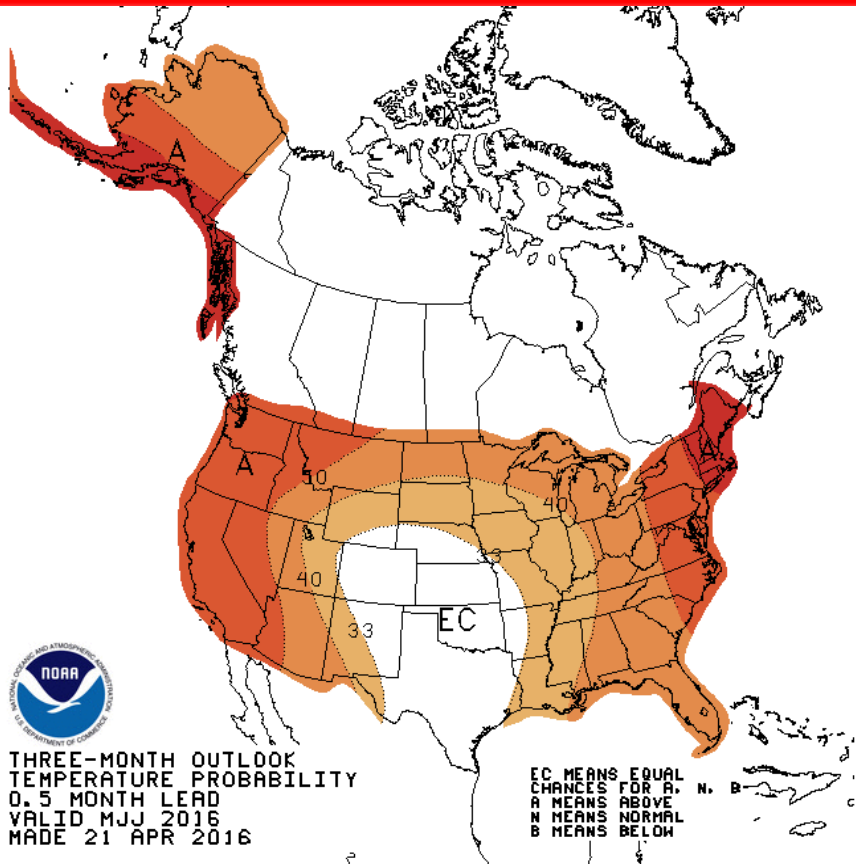 A
A
A
50
40
33
40
33
EC
NOAA
NATIONAL OCEANIC AND ATMOSPHERIC ADMINISTRATION
U.S. DEPARTMENT OF COMMERCE
THREE-MONTH OUTLOOK
TEMPERATURE PROBABILITY
0.5 MONTH LEAD
VALID MJJ 2016
MADE 21 APR 2016
EC MEANS EQUAL
CHANCES FOR A, N, B
A MEANS ABOVE
N MEANS NORMAL
B MEANS BELOW